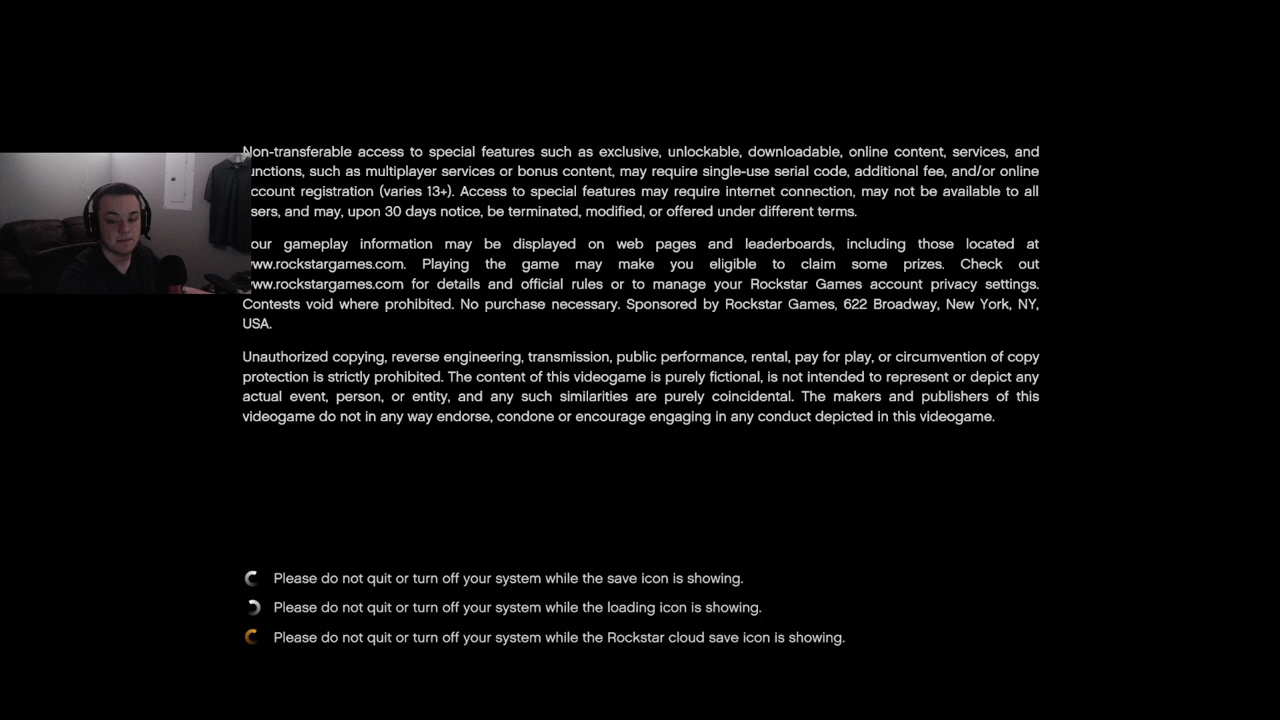 Non-transferable access to special features such as exclusive, unlockable, downloadable, online content, services, and
unctions, such as multiplayer services or bonus content, may require single-use serial code, additional fee, and/or online
ccount registration (varies 13+). Access to special features may require internet connection, may not be available to all
sers, and may, upon 30 days notice, be terminated, modified, or offered under different terms.
our gameplay information may be displayed on web pages and leaderboards, including those located at
www.rockstargames.com. Playing the game may make you eligible to claim some prizes. Check out
www.rockstargames.com for details and official rules or to manage your Rockstar Games account privacy settings.
Contests void where prohibited. No purchase necessary. Sponsored by Rockstar Games, 622 Broadway, New York, NY,
USA.
Unauthorized copying, reverse engineering, transmission, public performance, rental, pay for play, or circumvention of copy
protection is strictly prohibited. The content of this videogame is purely fictional, is not intended to represent or depict any
actual event, person, or entity, and any such similarities are purely coincidental. The makers and publishers of this
videogame do not in any way endorse, condone or encourage engaging in any conduct depicted in this videogame.
Please do not quit or turn off your system while the save icon is showing.
Please do not quit or turn off your system while the loading icon is showing.
Please do not quit or turn off your system while the Rockstar cloud save icon is showing.